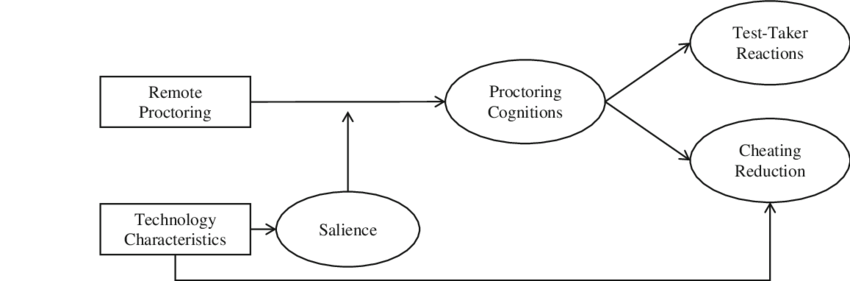 Test-Taker
Reactions
Remote
Proctoring
Proctoring
Cognitions
Cheating
Reduction
Technology
Characteristics
Salience